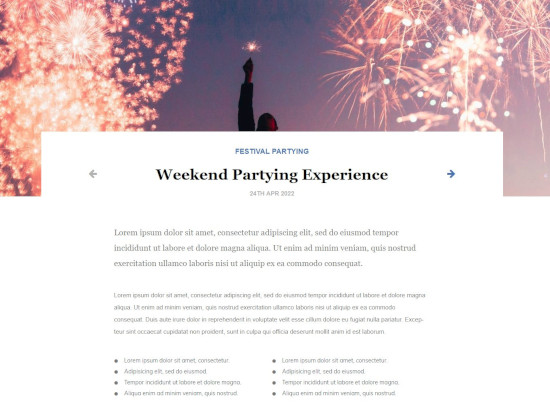 FESTIVAL PARTYING
Weekend Partying Experience
24TH APR 2022
Lorem ipsum dolor sit amet, consectetur adipiscing elit, sed do eiusmod tempor
incididunt ut labore et dolore magna aliqua. Ut enim ad minim veniam, quis nostrud
exercitation ullamco laboris nisi ut aliquip ex ea commodo consequat.
Lorem ipsum dolor sit amet, consectetur adipiscing elit, sed do eiusmod tempor incididunt ut labore et dolore magna
aliqua. Ut enim ad minim veniam, quis nostrud exercitation ullamco laboris nisi ut aliquip ex ea commodo
consequat. Duis aute irure dolor in reprehenderit in voluptate velit esse cillum dolore eu fugiat nulla pariatur. Excep-
teur sint occaecat cupidatat non proident, sunt in culpa qui officia deserunt mollit anim id est laborum.
Lorem ipsum dolor sit amet, consectetur.
Adipiscing elit, sed do eiusmod.
Tempor incididunt ut labore et dolore magna.
Aliqua enim ad minim veniam, quis nostrud.
Lorem ipsum dolor sit amet, consectetur.
Adipiscing elit, sed do eiusmod tempor.
Tempor incididunt ut labore et dolore magna.
Aliqua enim ad minim veniam, quis nostrud.